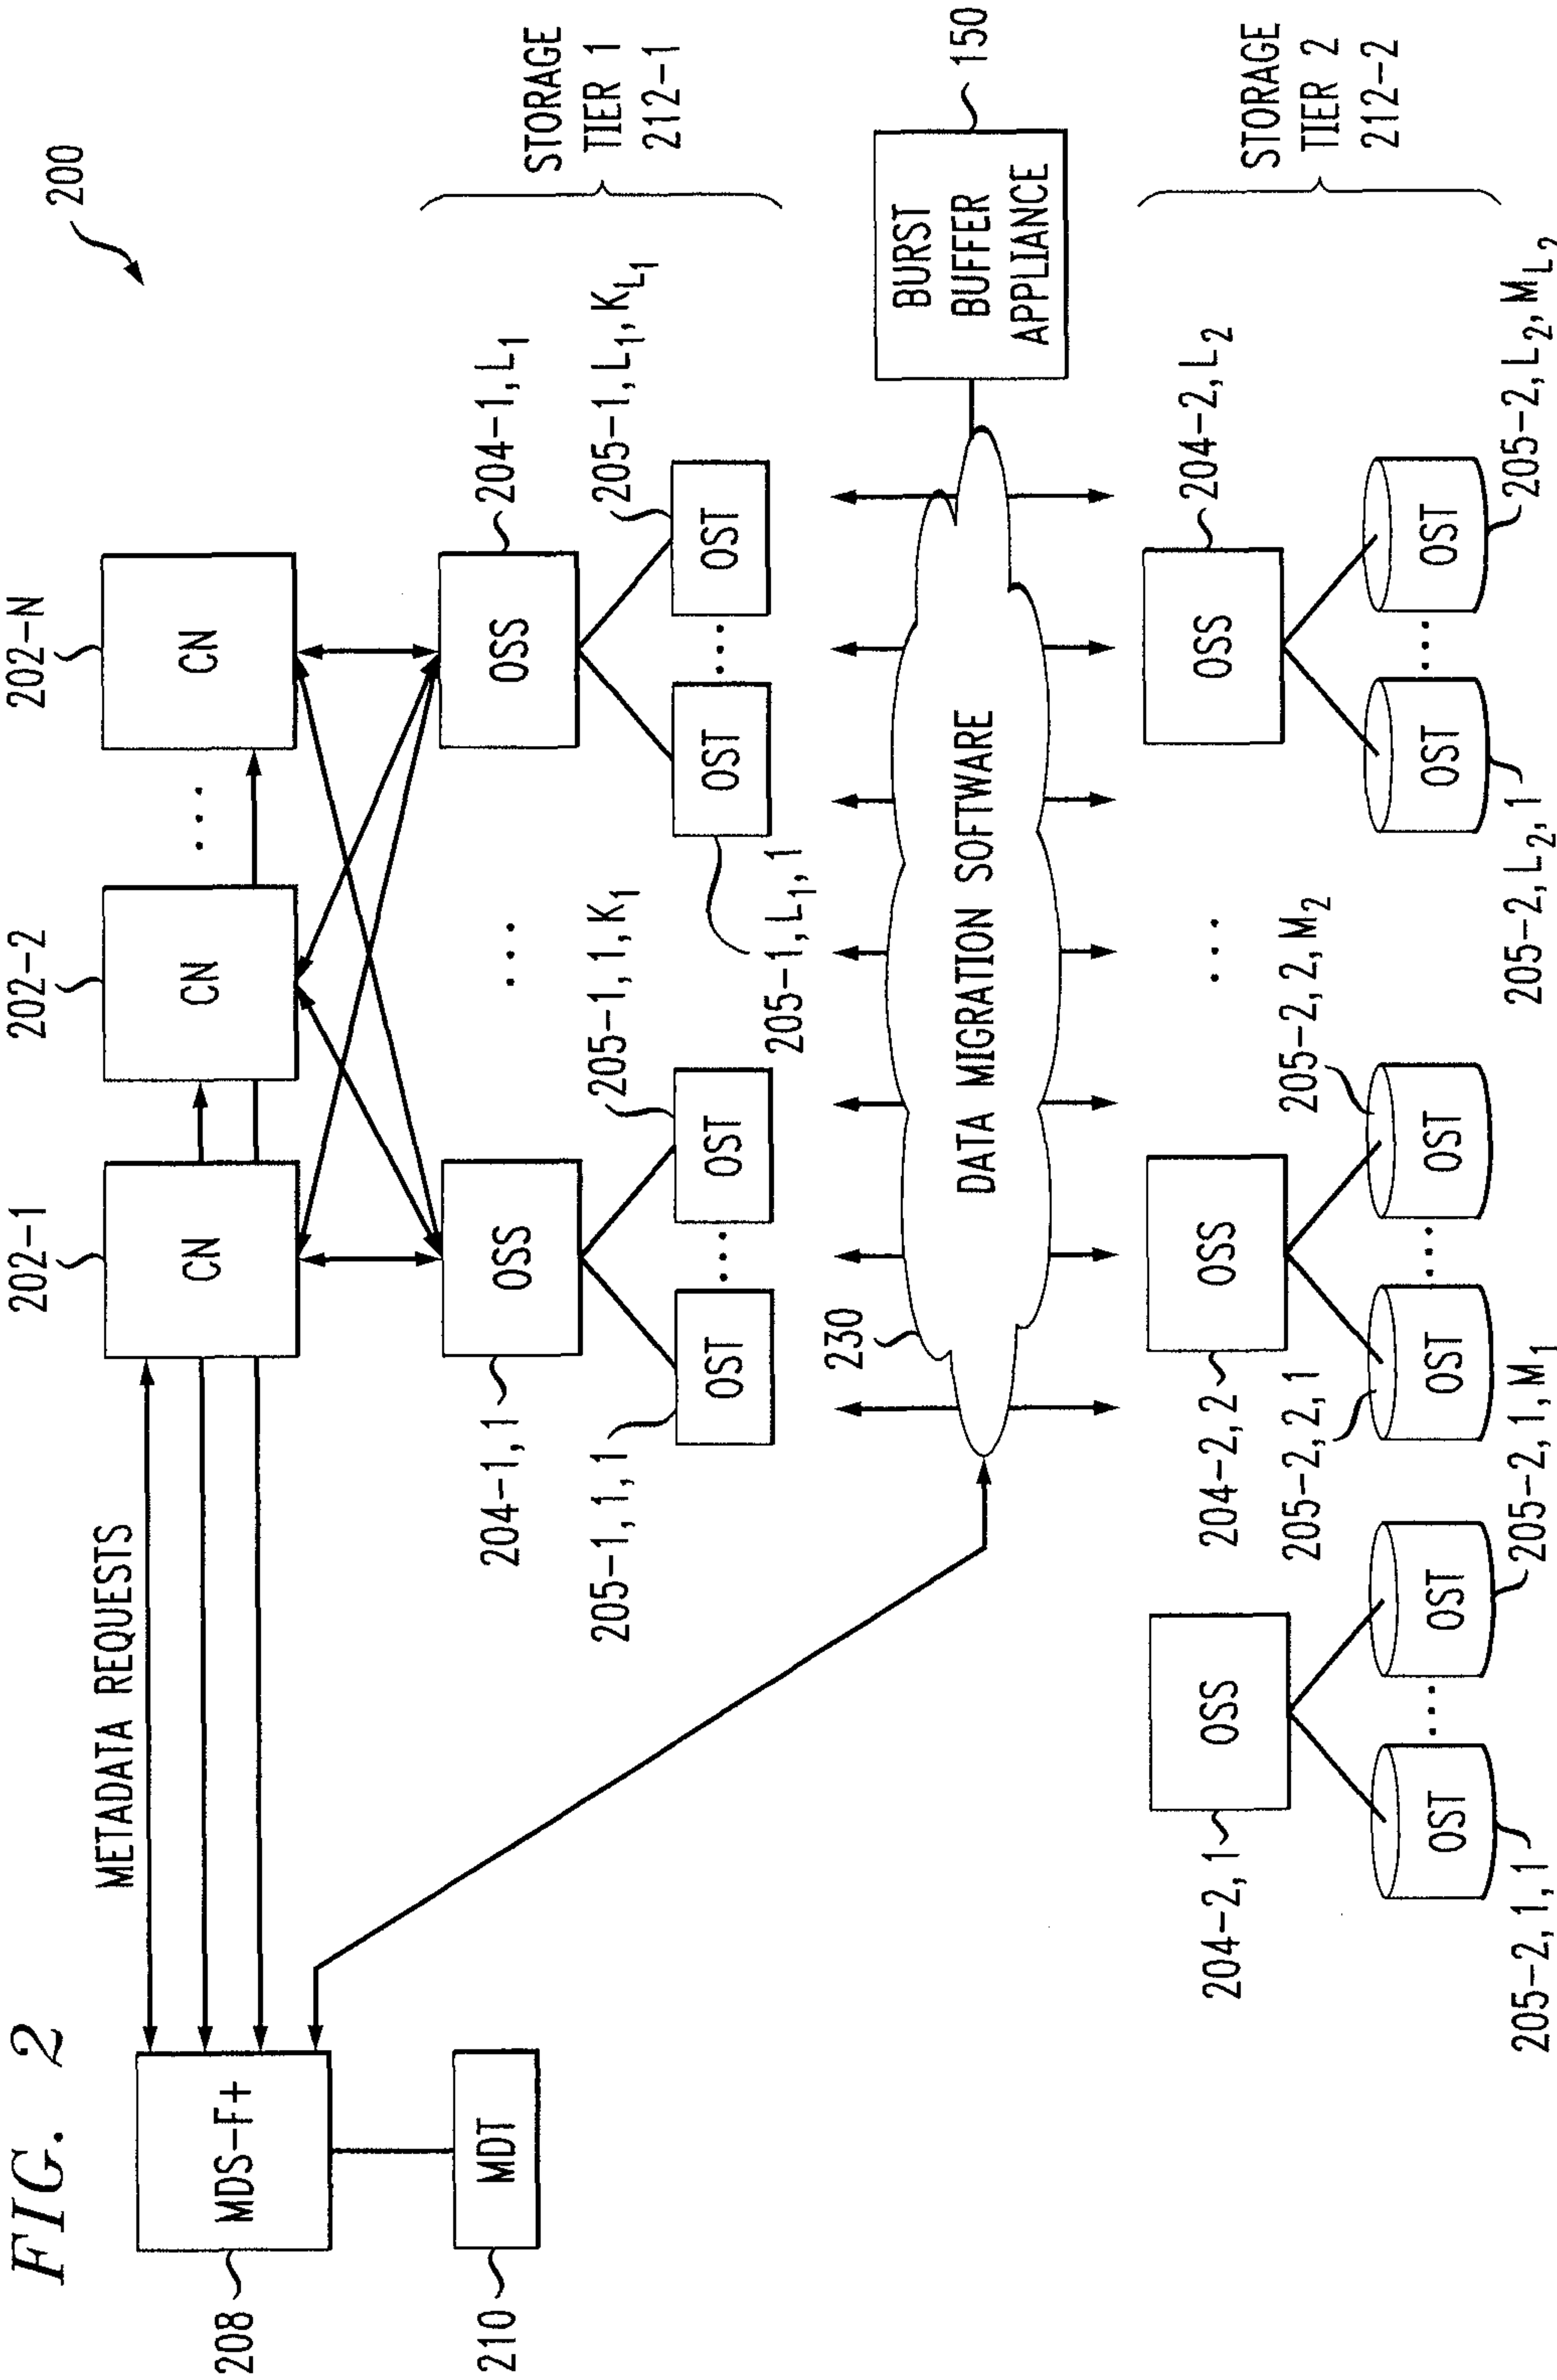 FIG. 2
200
METADATA REQUESTS
202-1
202-2
202-N
CN
CN
...
CN
MDS-F+
208
MDT
210
STORAGE
TIER 1
212-1
204-1,1
OSS
...
OSS
204-1,L₁
205-1,1,1
OST
...
OST
205-1,1,K₁
205-1,L₁,1
OST
...
OST
205-1,L₁,K_L₁
230
DATA MIGRATION SOFTWARE
BURST
BUFFER
APPLIANCE
150
STORAGE
TIER 2
212-2
204-2,1
OSS
204-2,2
OSS
...
OSS
204-2,L₂
205-2,1,1
OST
...
OST
205-2,1,M₁
205-2,2,1
OST
...
OST
205-2,2,M₂
205-2,L₂,1
OST
...
OST
205-2,L₂,M_L₂